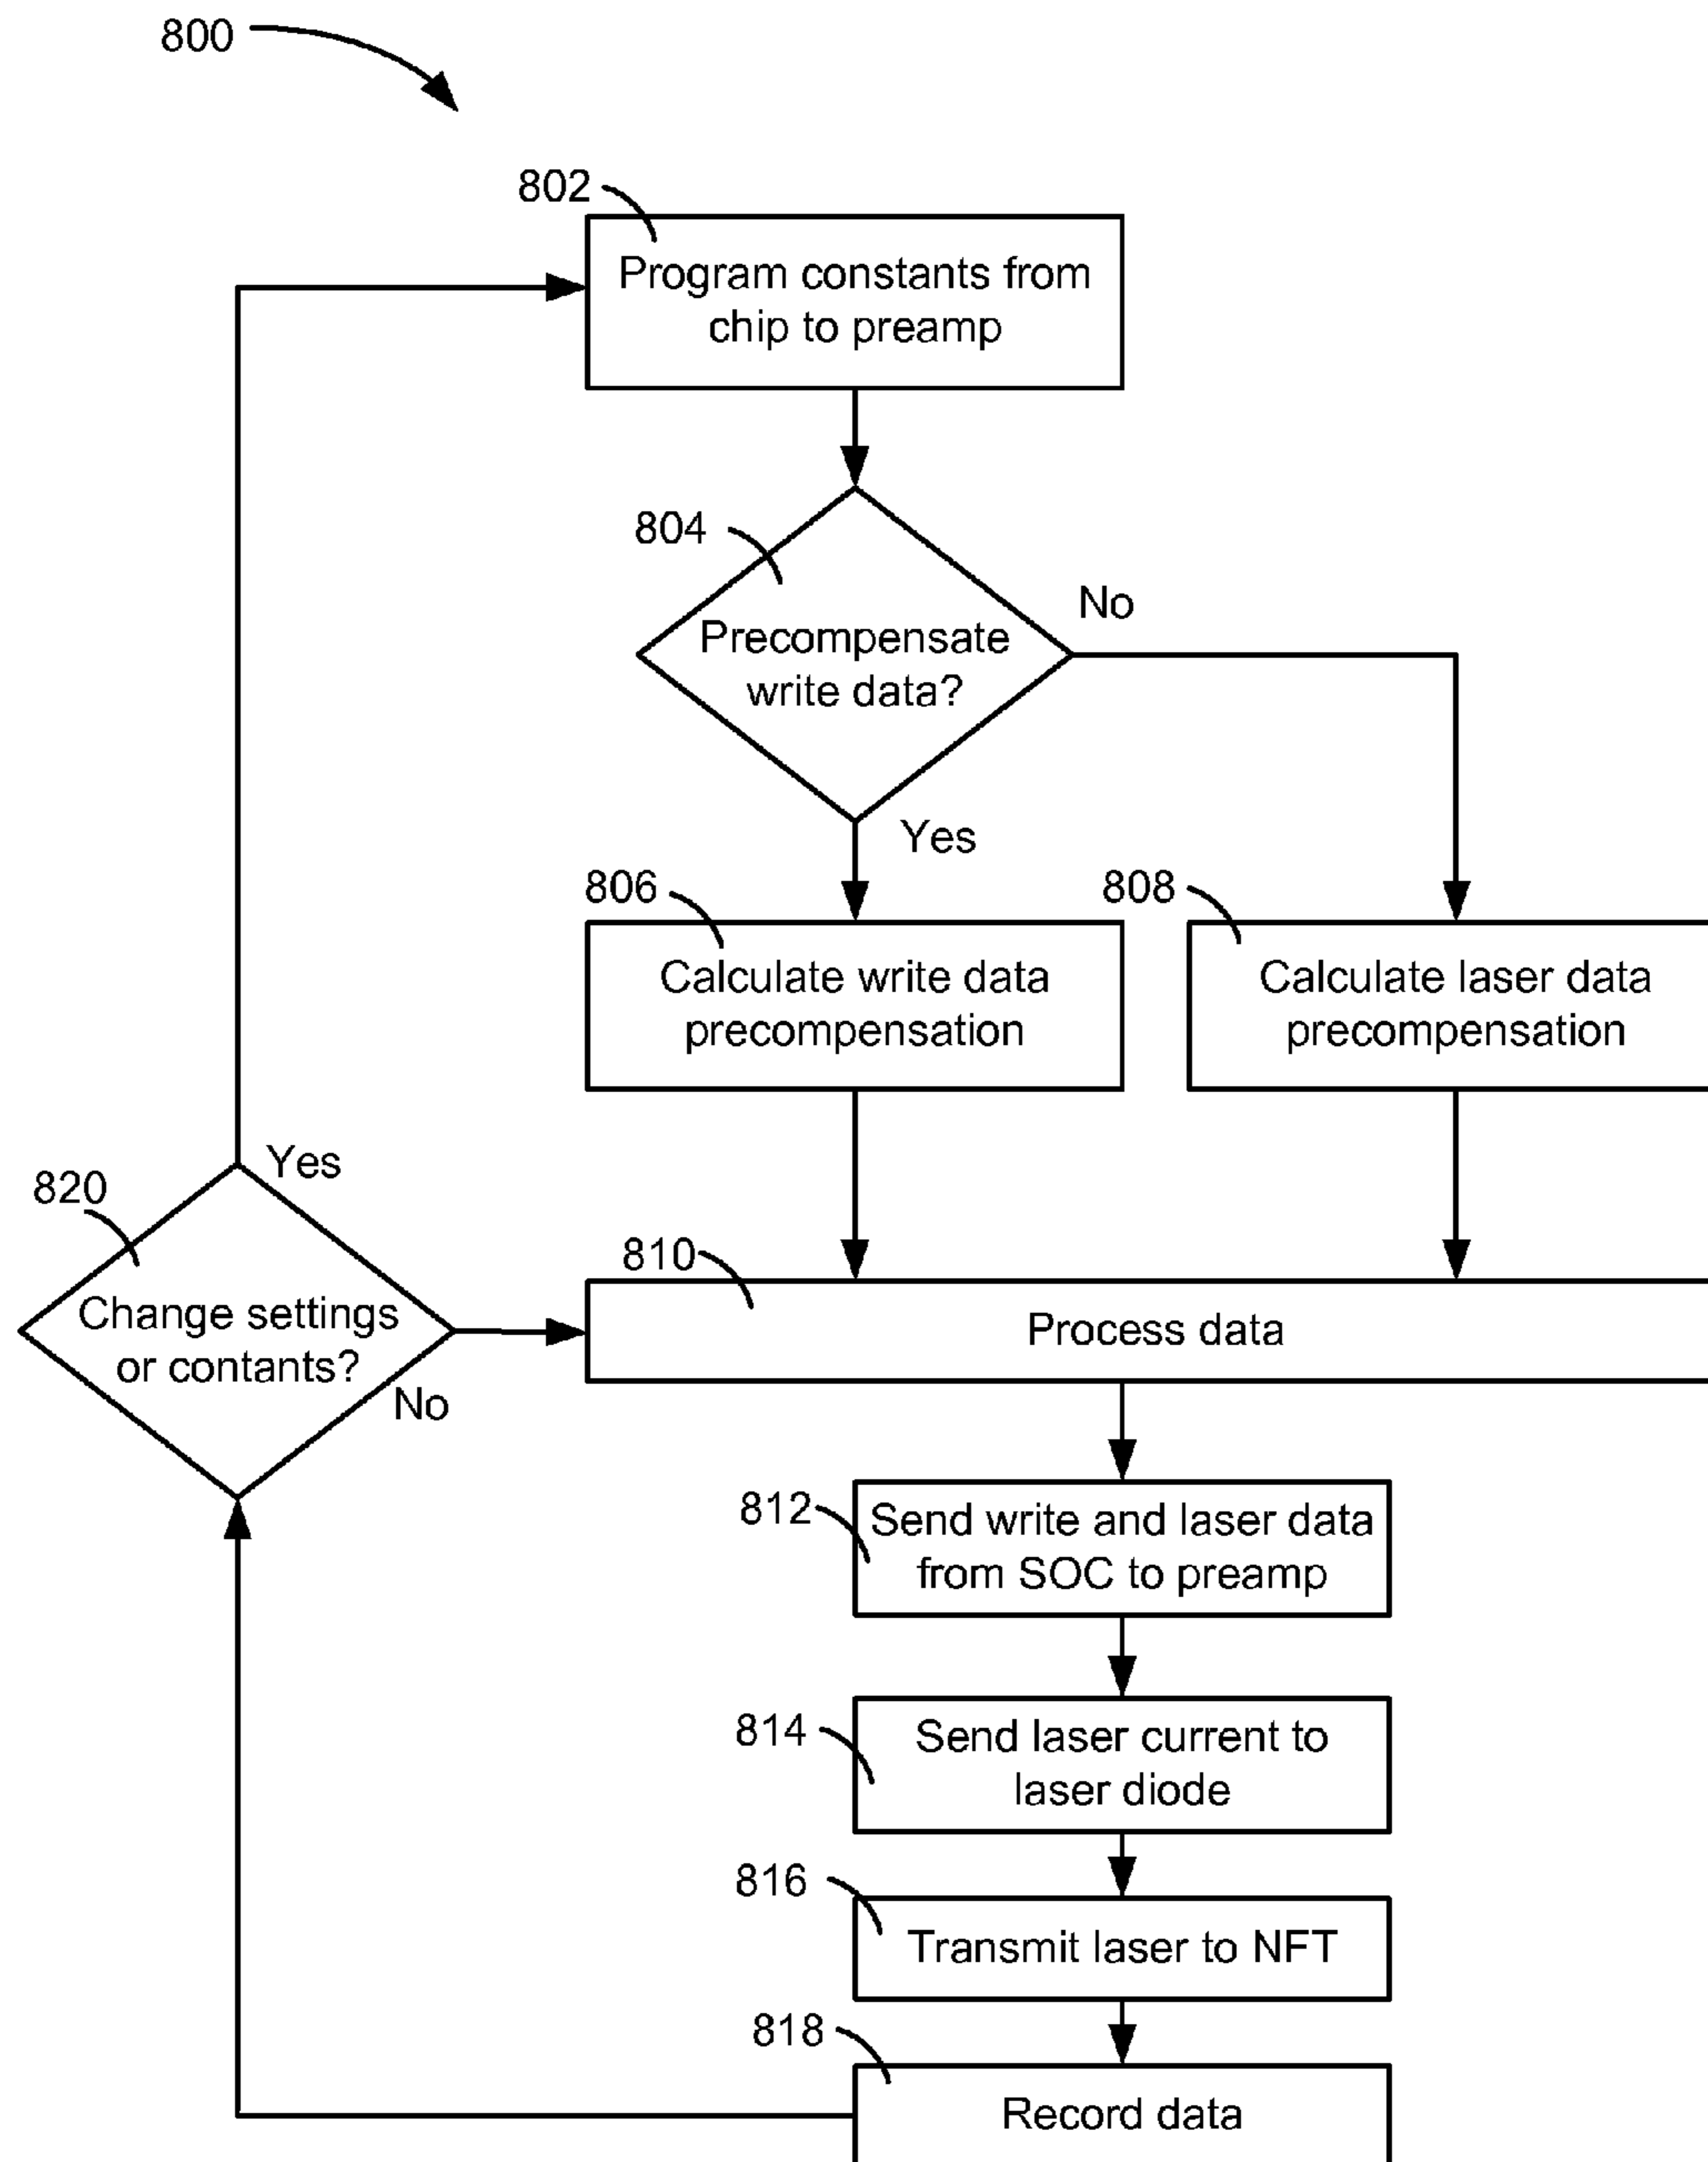 800
802
Program constants from
chip to preamp
804
Precompensate
write data?
No
Yes
806
Calculate write data
precompensation
808
Calculate laser data
precompensation
820
Yes
Change settings
or contants?
No
810
Process data
812
Send write and laser data
from SOC to preamp
814
Send laser current to
laser diode
816
Transmit laser to NFT
818
Record data